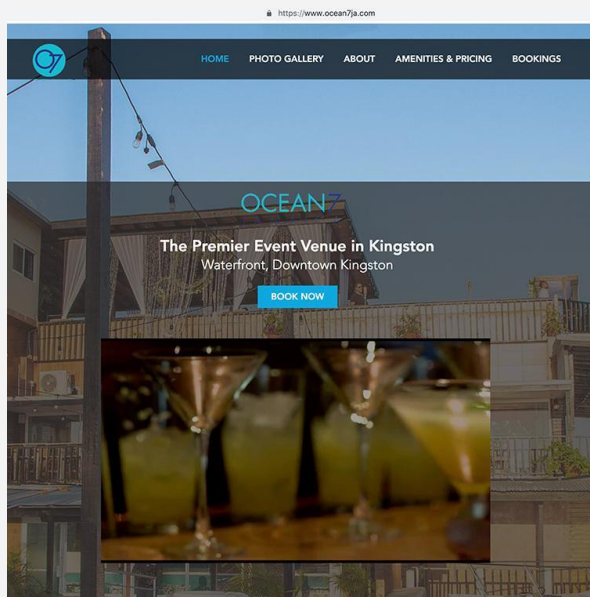 https://www.ocean7ja.com
O7
HOME PHOTO GALLERY ABOUT AMENITIES & PRICING BOOKINGS
OCEAN7
The Premier Event Venue in Kingston
Waterfront, Downtown Kingston
BOOK NOW